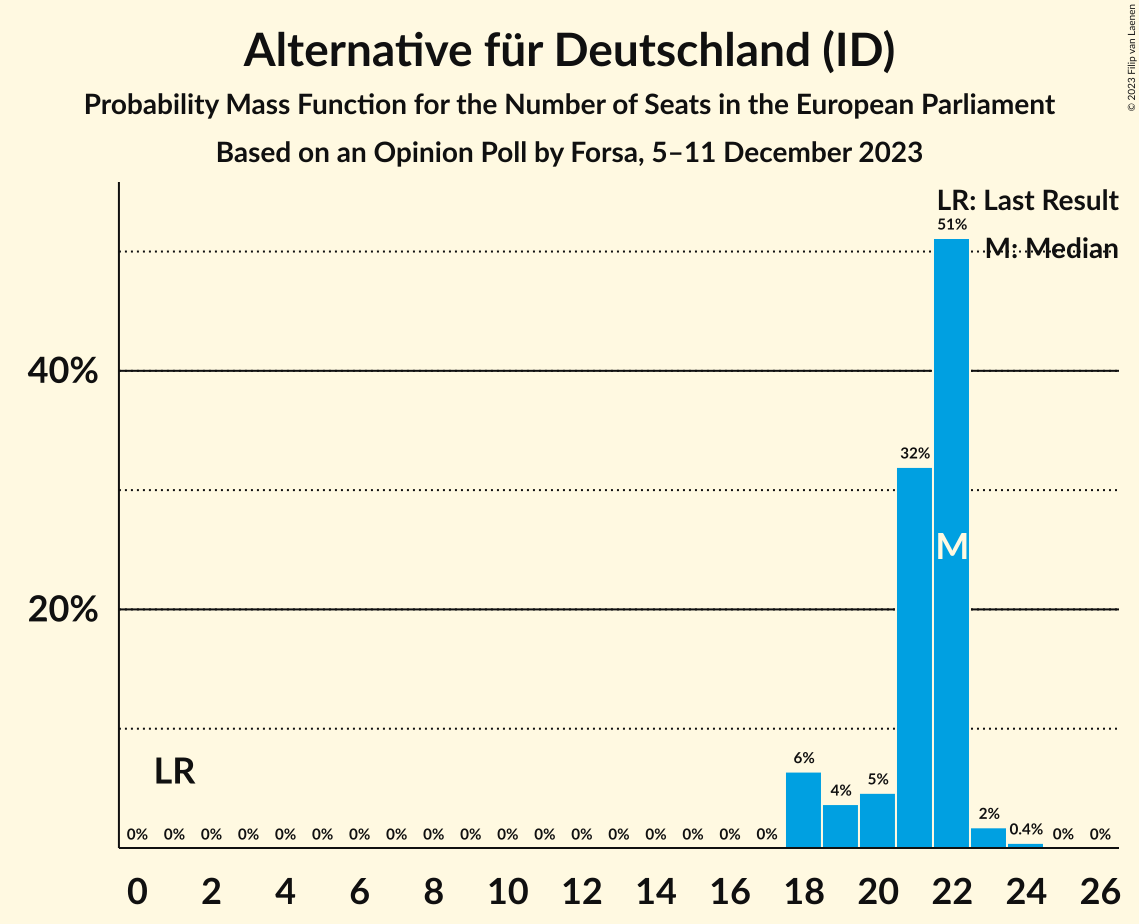 Alternative für Deutschland (ID)
Probability Mass Function for the Number of Seats in the European Parliament
Based on an Opinion Poll by Forsa, 5–11 December 2023
© 2023 Filip van Laenen
LR: Last Result
M: Median
51%
40%
32%
M
20%
LR
0% 0% 0% 0% 0% 0% 0% 0% 0% 0% 0% 0% 0% 0% 0% 0% 0% 0% 6% 4% 5% 2% 0.4% 0% 0%
0 2 4 6 8 10 12 14 16 18 20 22 24 26